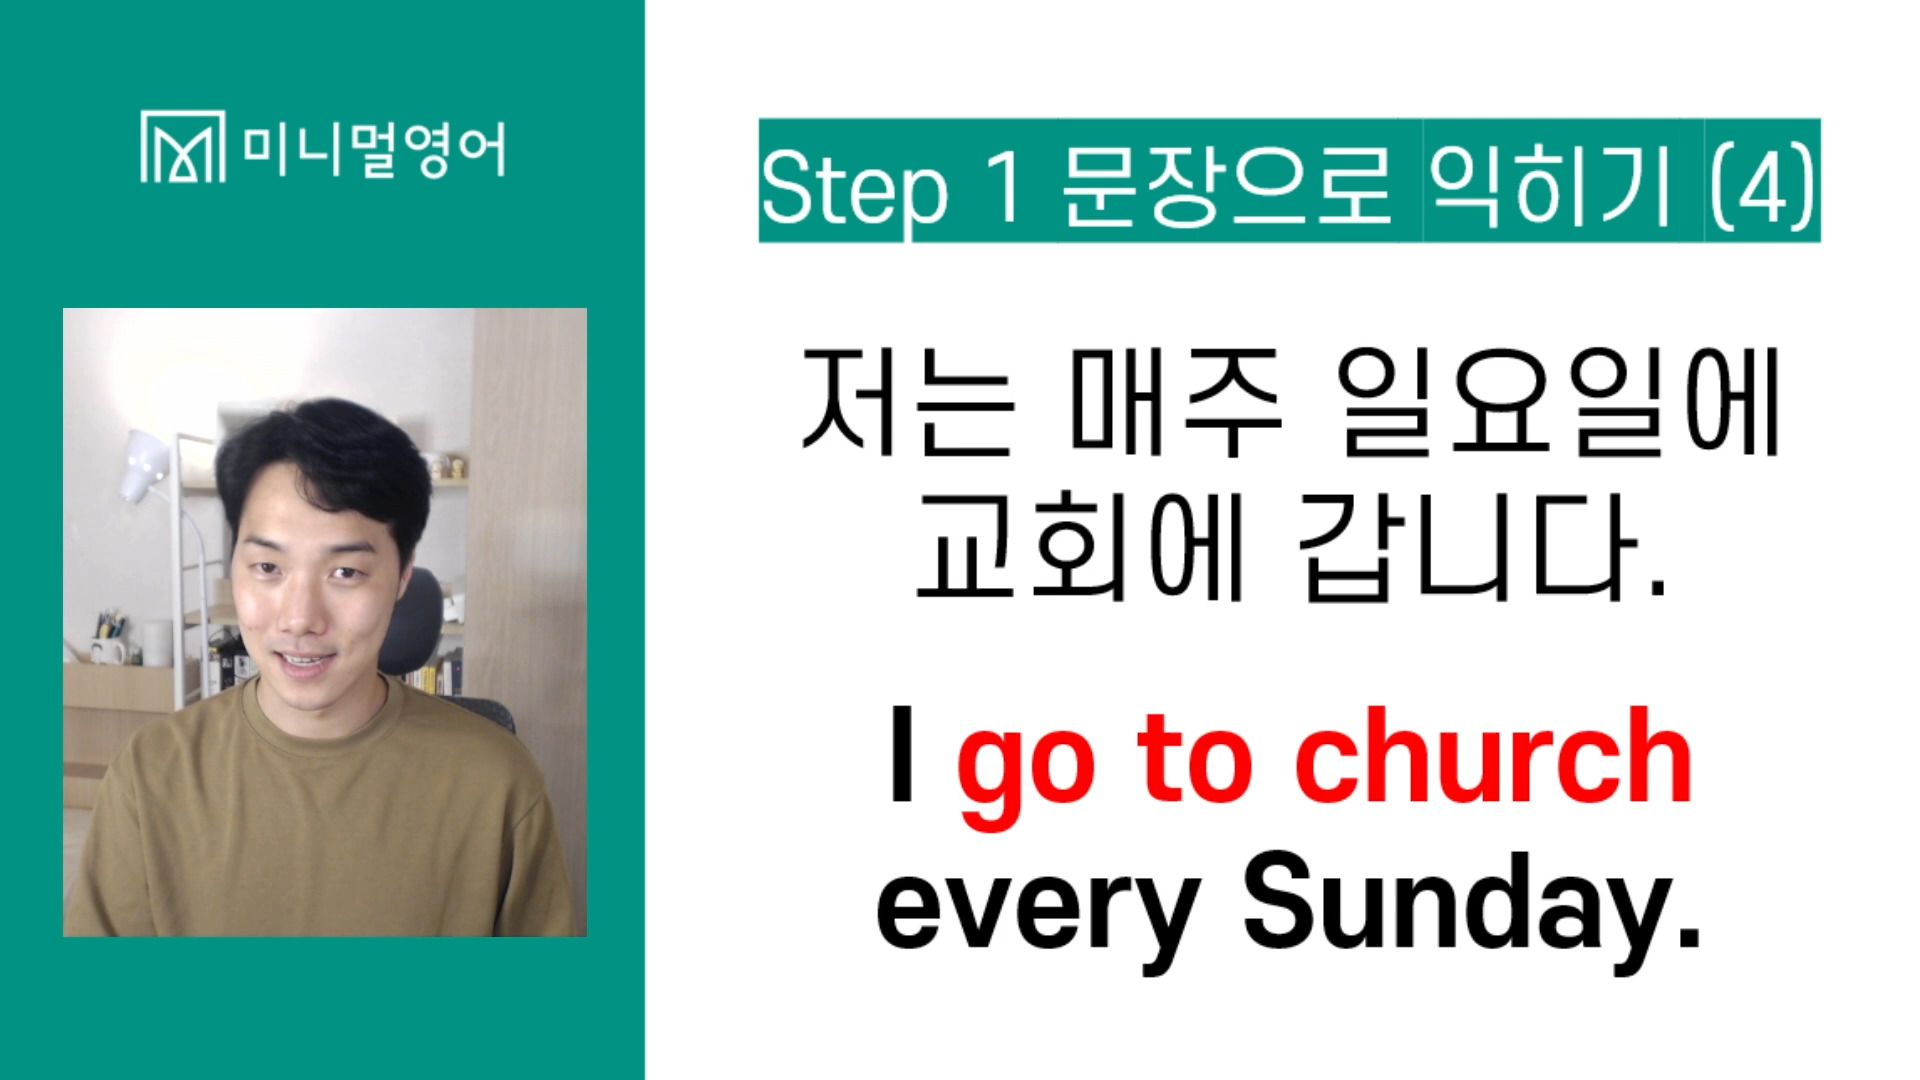 미니멀영어
Step 1 문장으로 익히기 (4)
저는 매주 일요일에
교회에 갑니다.
I go to church
every Sunday.